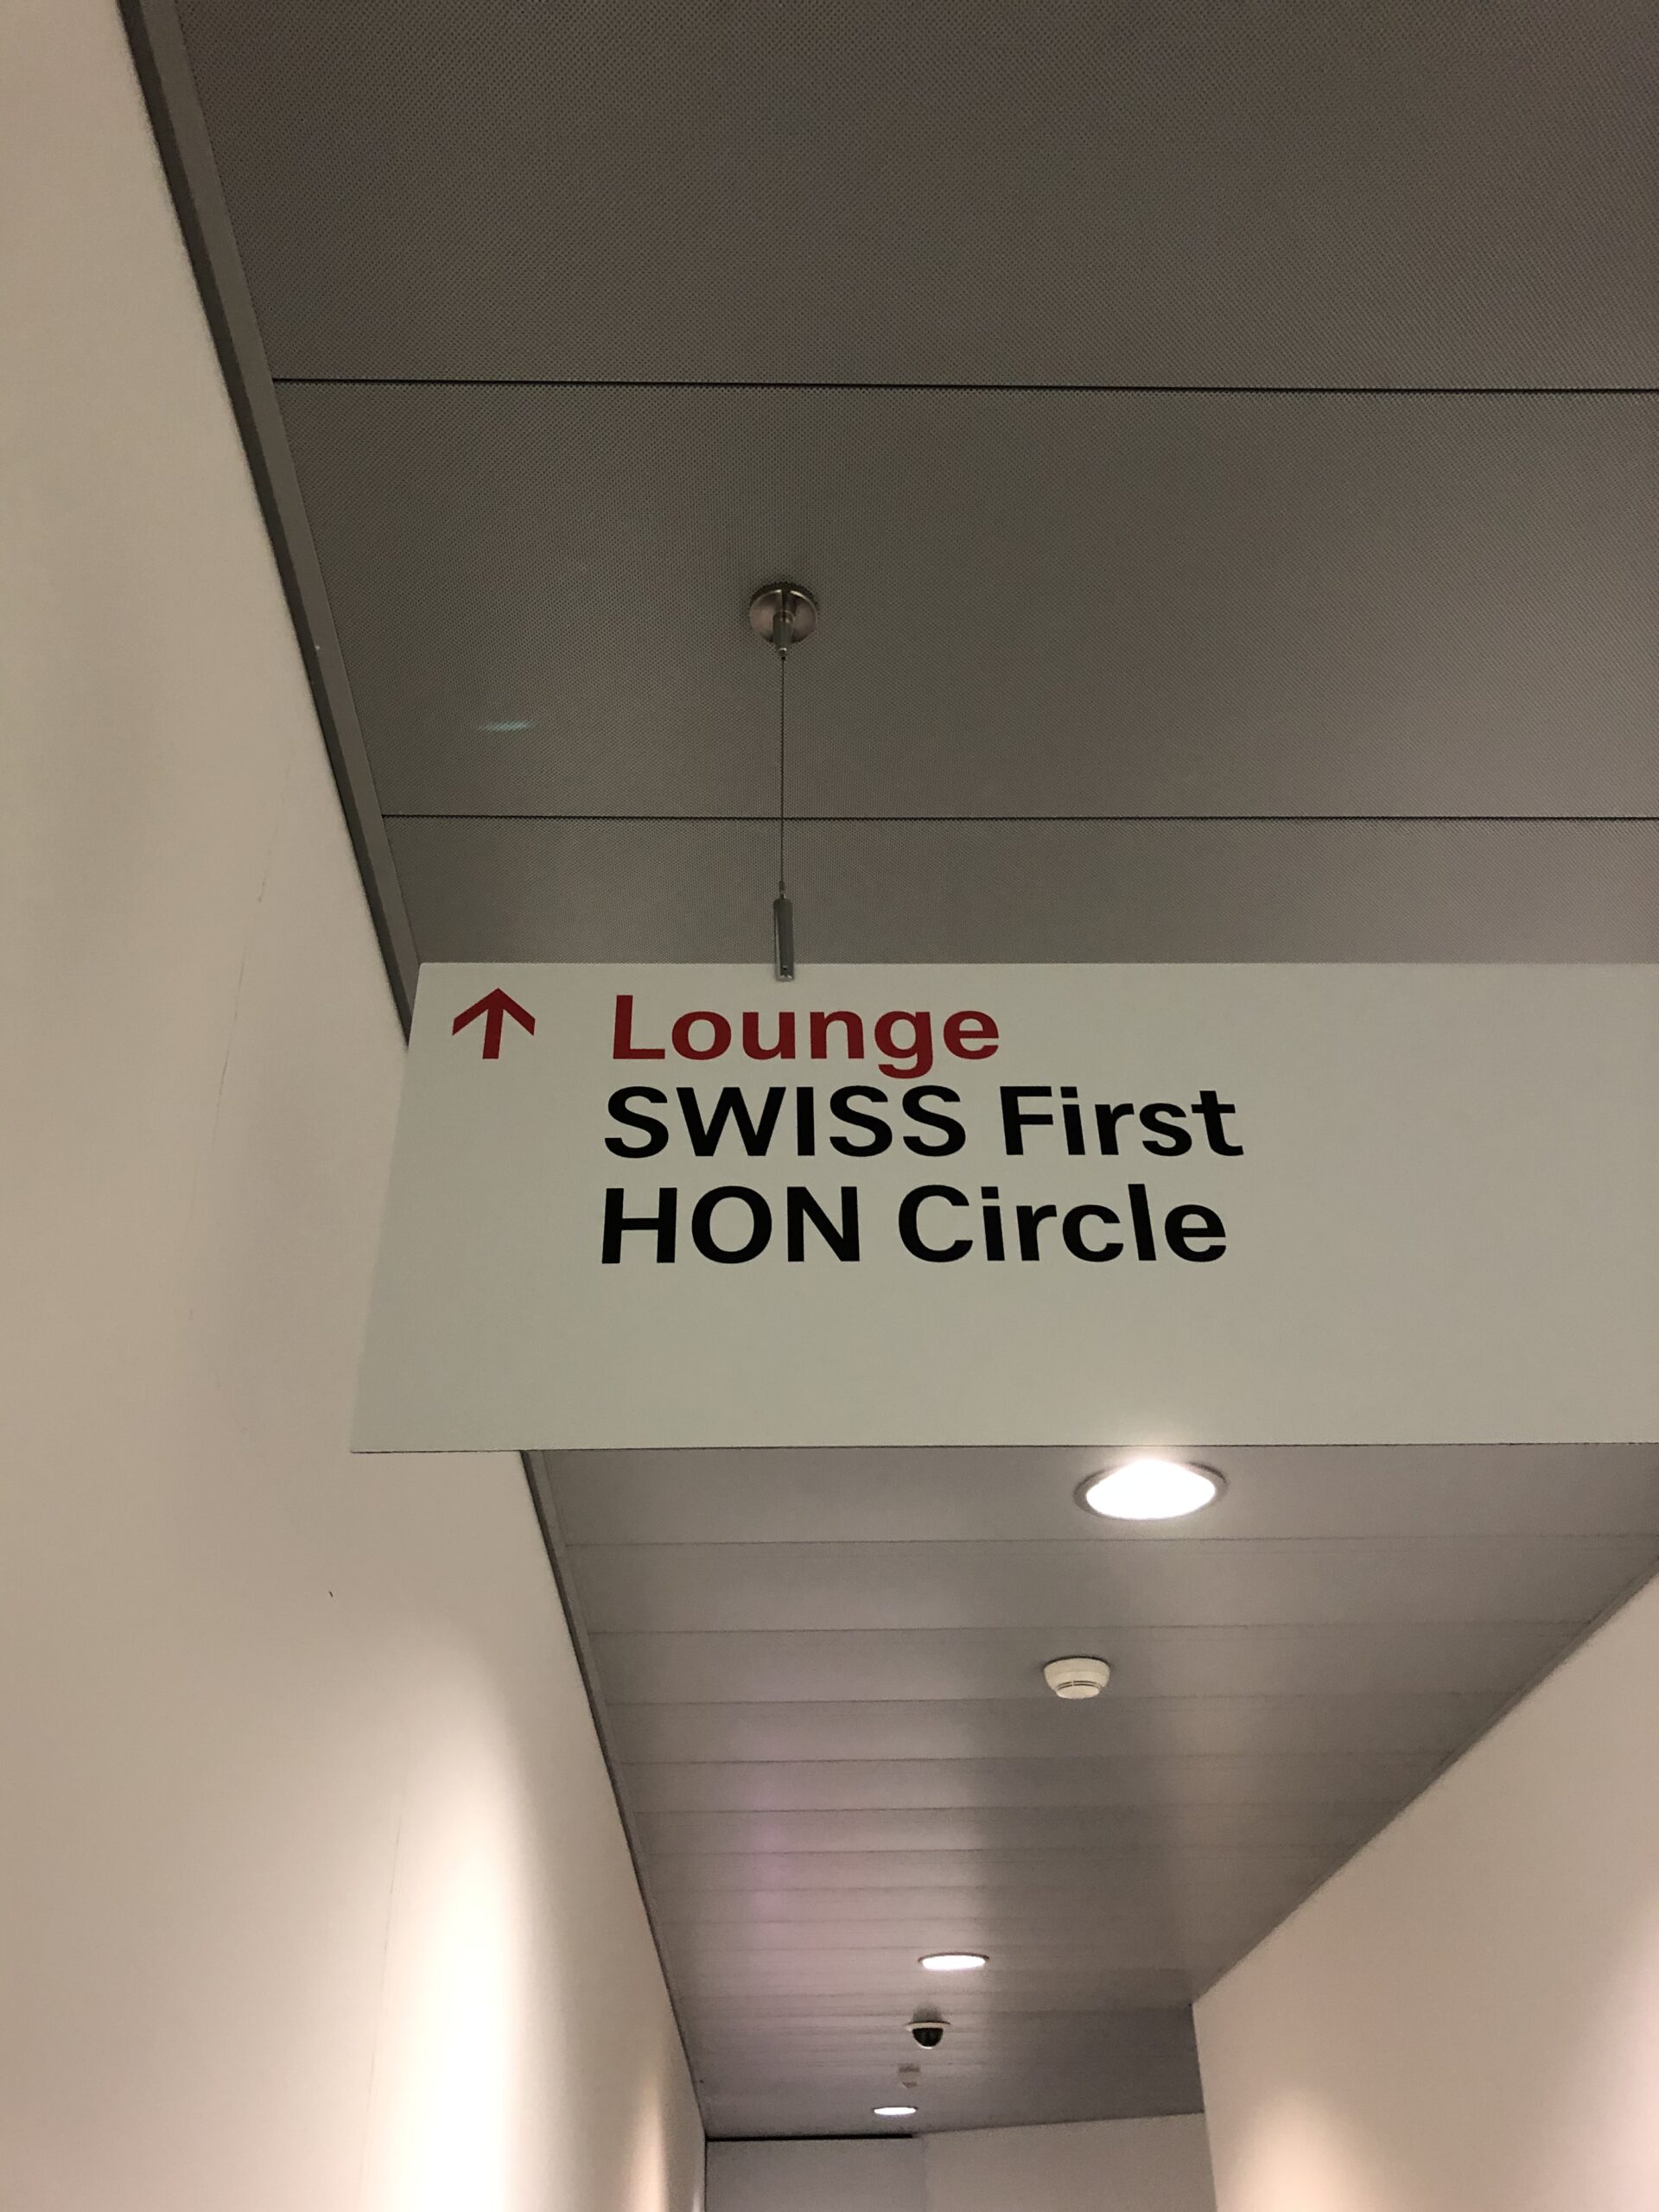 ↑ Lounge
SWISS First
HON Circle